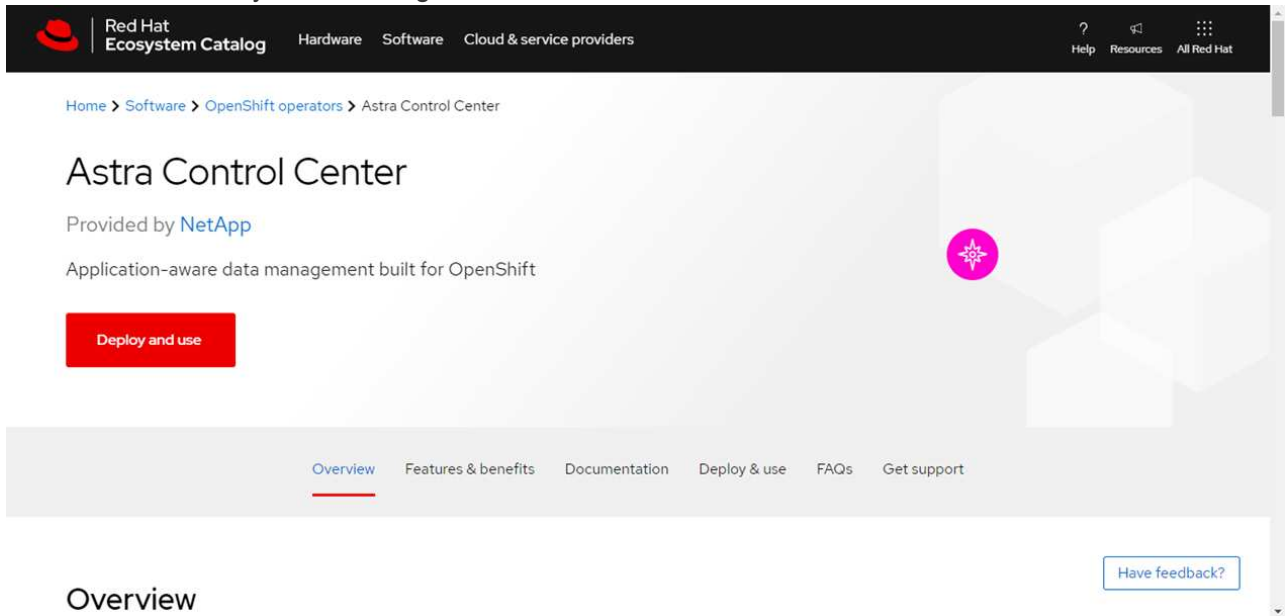 Red Hat
Ecosystem Catalog
Hardware Software Cloud & service providers
? 
Help Resources All Red Hat
Home > Software > OpenShift operators > Astra Control Center
Astra Control Center
Provided by NetApp
Application-aware data management built for OpenShift
Deploy and use
Overview Features & benefits Documentation Deploy & use FAQs Get support
Have feedback?
Overview